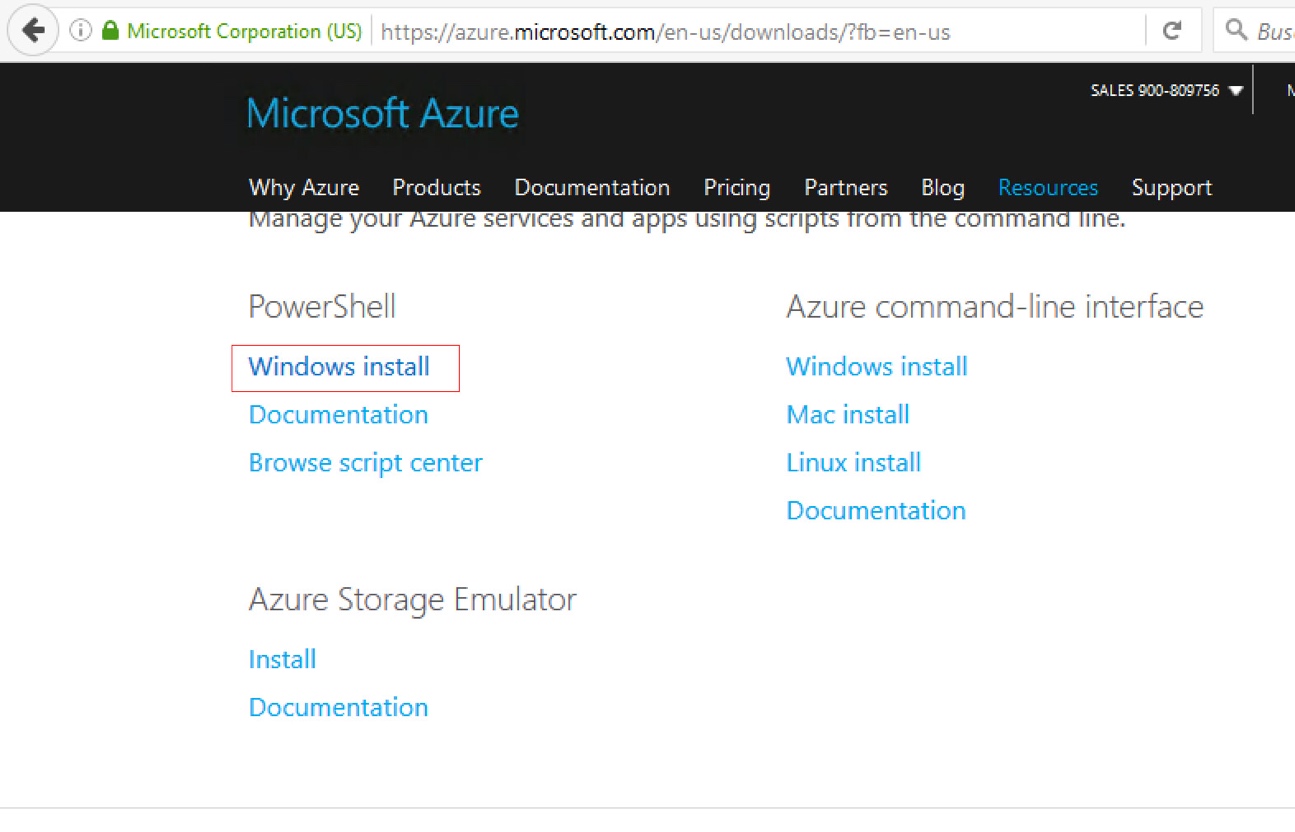 Microsoft Corporation (US) https://azure.microsoft.com/en-us/downloads/?fb=en-us
SALES 900-809756
Microsoft Azure
Why Azure Products Documentation Pricing Partners Blog Resources Support
Manage your Azure services and apps using scripts from the command line.
PowerShell
Windows install
Documentation
Browse script center
Azure command-line interface
Windows install
Mac install
Linux install
Documentation
Azure Storage Emulator
Install
Documentation